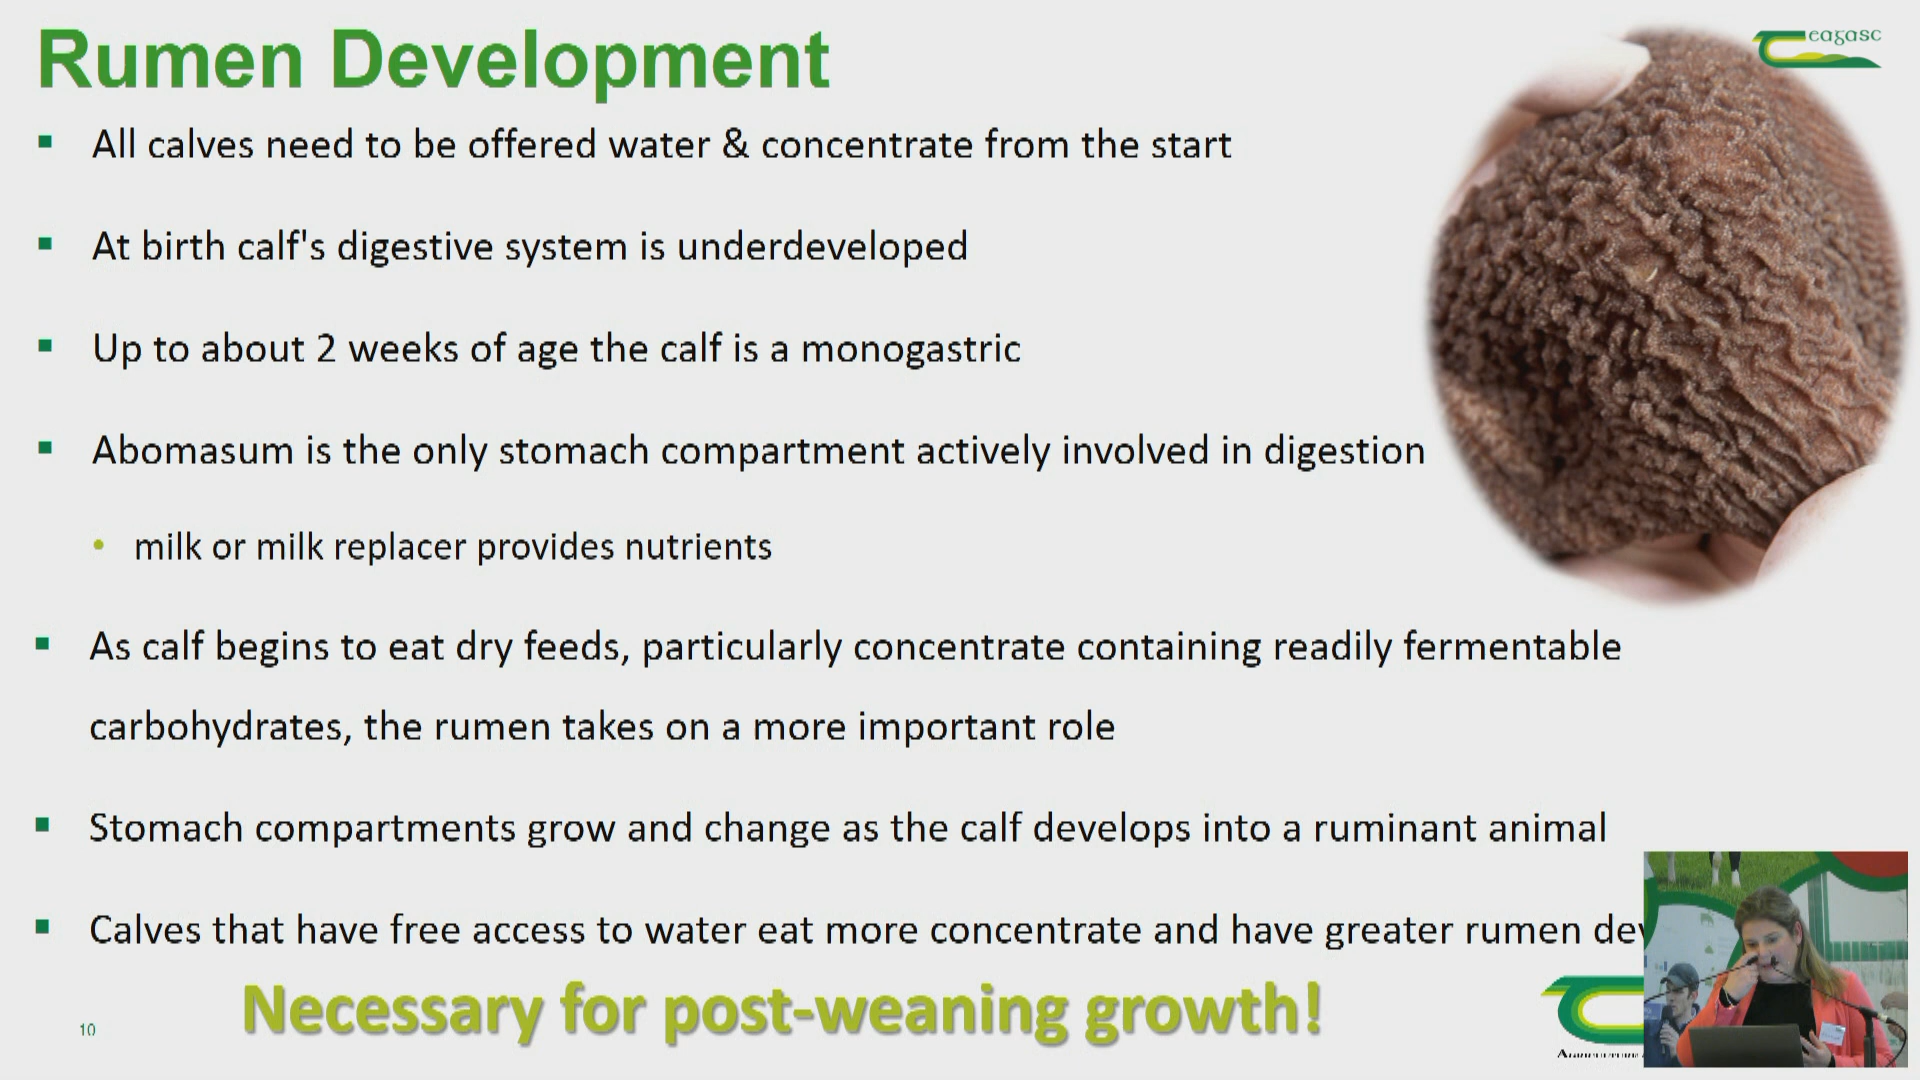 Rumen Development
eagasc
All calves need to be offered water & concentrate from the start
At birth calf's digestive system is underdeveloped
Up to about 2 weeks of age the calf is a monogastric
Abomasum is the only stomach compartment actively involved in digestion
milk or milk replacer provides nutrients
As calf begins to eat dry feeds, particularly concentrate containing readily fermentable
carbohydrates, the rumen takes on a more important role
Stomach compartments grow and change as the calf develops into a ruminant animal
Calves that have free access to water eat more concentrate and have greater rumen
Necessary for post-weaning growth!
10